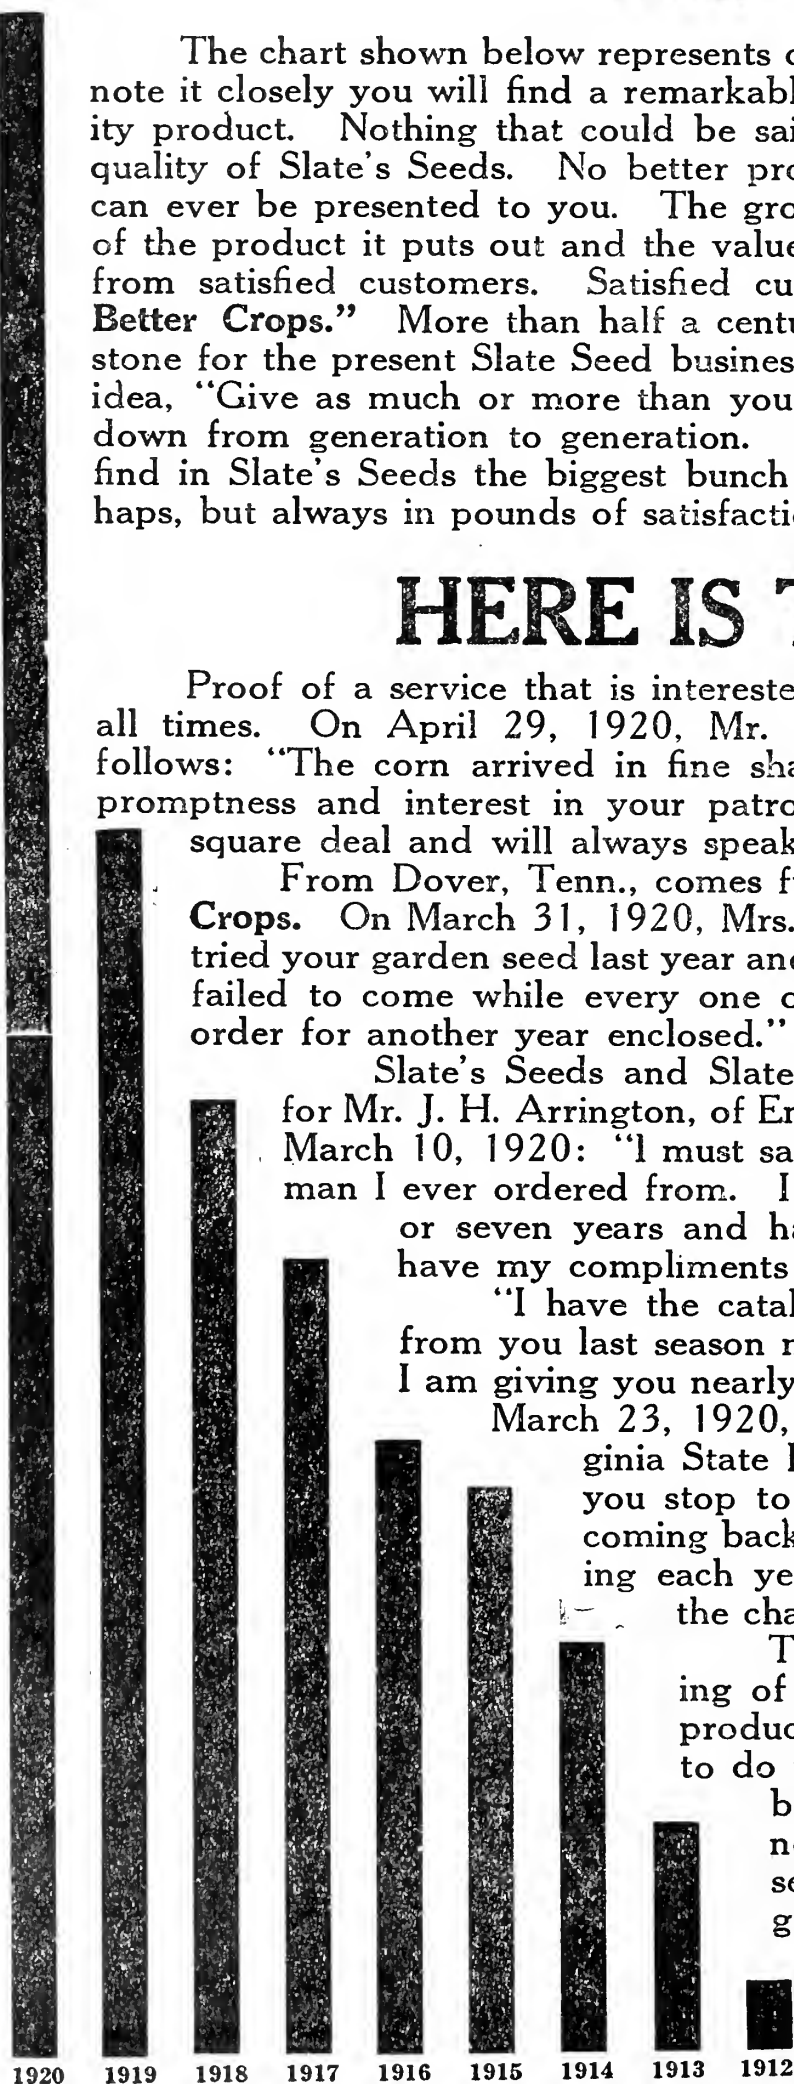 The chart shown below represents
note it closely you will find a remarkabl
ity product. Nothing that could be sai
quality of Slate's Seeds. No better pro
can ever be presented to you. The gro
of the product it puts out and the value
from satisfied customers. Satisfied cu
Better Crops." More than half a centu
stone for the present Slate Seed busines
idea, "Give as much or more than you
down from generation to generation.
find in Slate's Seeds the biggest bunch
haps, but always in pounds of satisfacti
HERE IS
Proof of a service that is intereste
all times. On April 29, 1920, Mr.
follows: "The corn arrived in fine sha
promptness and interest in your patro
square deal and will always speak
From Dover, Tenn., comes f
Crops. On March 31, 1920, Mrs.
tried your garden seed last year and
failed to come while every one o
order for another year enclosed."
Slate's Seeds and Slate
for Mr. J. H. Arrington, of En
March 10, 1920: "I must sa
man I ever ordered from. I
or seven years and ha
have my compliments
"I have the catal
from you last season
I am giving you nearly
March 23, 1920,
ginia State
you stop to
coming back
ing each ye
the cha
T
ing of
produc
to do
b
n
se
g
1920 1919 1918 1917 1916 1915 1914 1913 1912